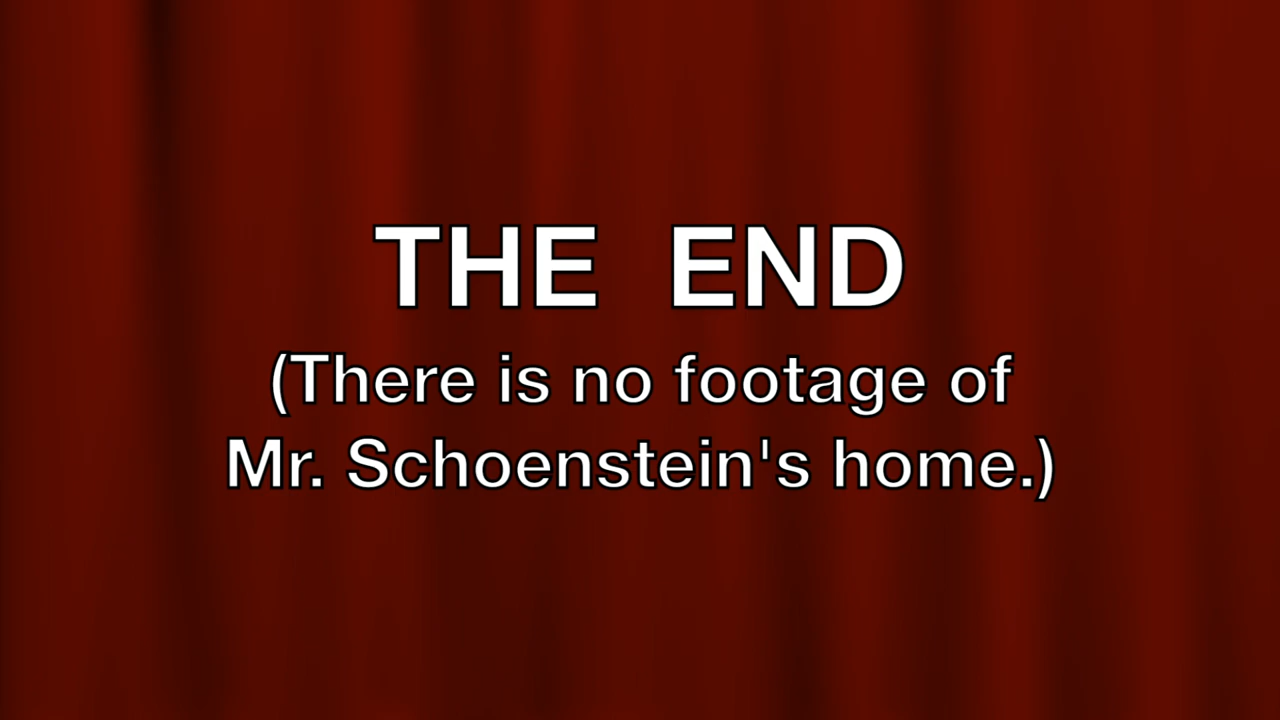 THE END
(There is no footage of
Mr. Schoenstein's home.)